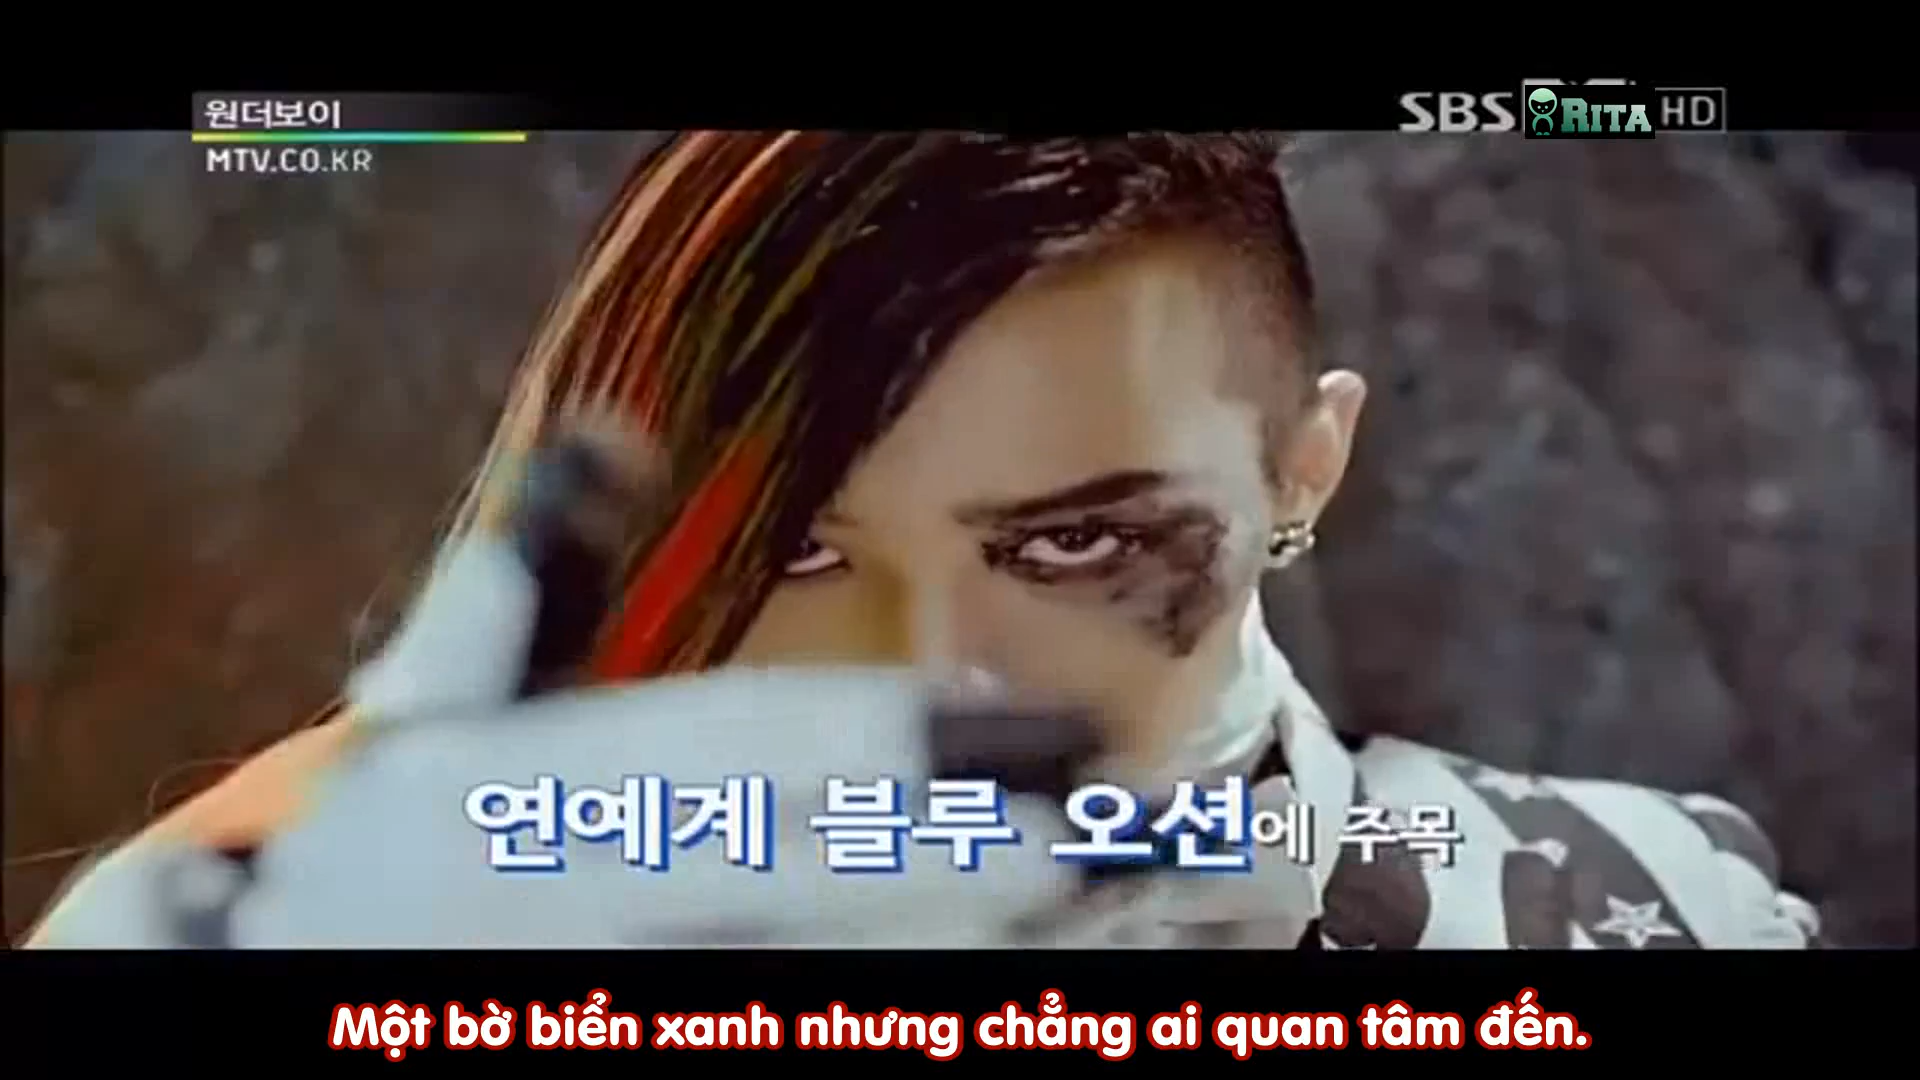 원더보이
MTV.CO.KR
SBS RITA HD
연예계 블루 오션에 주목
Một bờ biển xanh nhưng chẳng ai quan tâm đến.